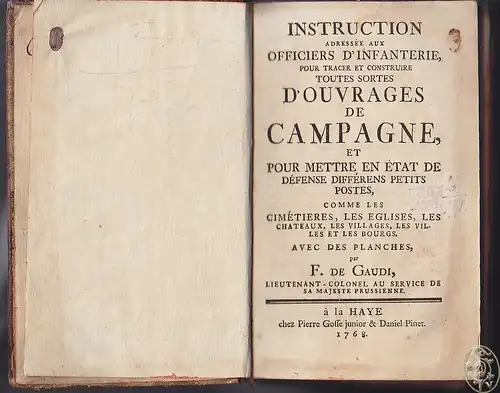 INSTRUCTION
ADRESSÉE AUX
OFFICIERS D'INFANTERIE,
POUR TRACER ET CONSTRUIRE
TOUTES SORTES
D'OUVRAGES
DE
CAMPAGNE,
ET
POUR METTRE EN ÉTAT DE
DÉFENSE DIFFÉRENS PETITS
POSTES,
COMME LES
CIMÉTIERES, LES EGLISES, LES
CHATEAUX, LES VILLAGES, LES VIL-
LES ET LES BOURGS.
AVEC DES PLANCHES,
par
F. DE GAUDI,
LIEUTENANT-COLONEL AU SERVICE DE
SA MAJESTE PRUSSIENNE.
à la HAYE
chez Pierre Gosse junior & Daniel Pinet.
1768.